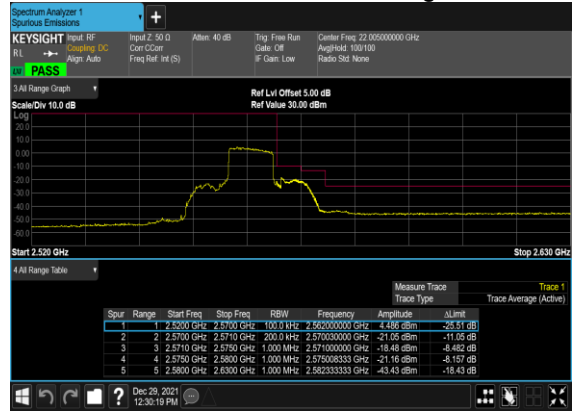 Spectrum Analyzer 1
Spurious Emissions
KEYSIGHT Input: RF Input Z: 50 Ω Atten: 40 dB Trig: Free Run Center Freq: 22.005000000 GHz
RL Coupling: DC Corr CCorr Gate: Off Avg|Hold: 100/100
Align: Auto Freq Ref: Int (S) IF Gain: Low Radio Std: None
LW PASS
3 All Range Graph
Ref Lvl Offset 5.00 dB
Scale/Div 10.0 dB Ref Value 30.00 dBm
Log
20.0
10.0
0.00
-10.0
-20.0
-30.0
-40.0
-50.0
-60.0
Start 2.520 GHz Stop 2.630 GHz
4 All Range Table
Measure Trace Trace 1
Trace Type Trace Average (Active)
Spur Range Start Freq Stop Freq RBW Frequency Amplitude ΔLimit
1 1 2.5200 GHz 2.5700 GHz 100.0 kHz 2.562000000 GHz 4.486 dBm -25.51 dB
2 2 2.5700 GHz 2.5710 GHz 200.0 kHz 2.570030000 GHz -21.05 dBm -11.05 dB
3 3 2.5710 GHz 2.5750 GHz 1.000 MHz 2.571000000 GHz -18.48 dBm -8.482 dB
4 4 2.5750 GHz 2.5800 GHz 1.000 MHz 2.575008333 GHz -21.16 dBm -8.157 dB
5 5 2.5800 GHz 2.6300 GHz 1.000 MHz 2.582333333 GHz -43.43 dBm -18.43 dB
? Dec 29, 2021
12:30:19 PM